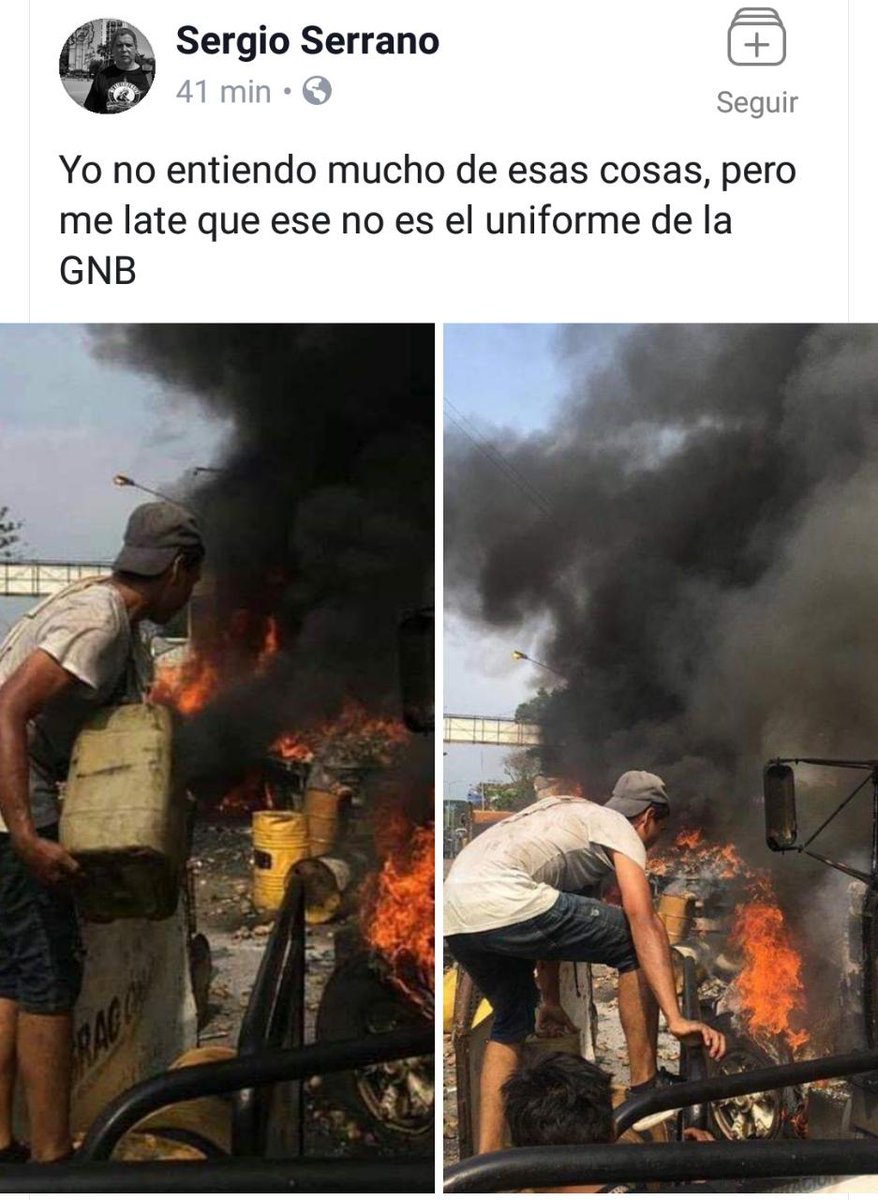 Sergio Serrano
41 min •
Seguir
Yo no entiendo mucho de esas cosas, pero
me late que ese no es el uniforme de la
GNB